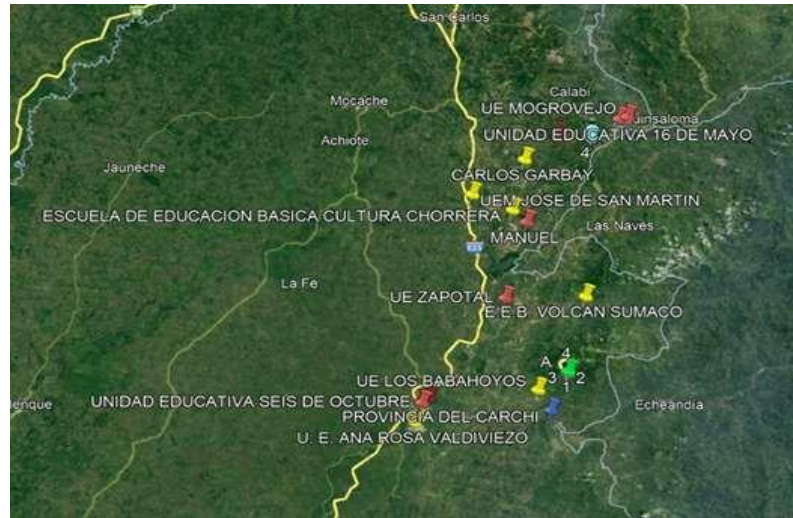 San Carlos
Calabi
Mocache
UE MOGROVEJO
uinsaloma
UNIDAD EDUCATIVA 16 DE MAYO
Achiote
4
Jauneche
CARLOS GARBAY
UEM JOSE DE SAN MARTIN
ESCUELA DE EDUCACION BASICA CULTURA CHORRERA
Las Naves
MANUEL
La Fe
UE ZAPOTAL
E.E.B. VOLCAN SUMACO
4
A
3
2
1
UE LOS BABAHOYOS
UNIDAD EDUCATIVA SEIS DE OCTUBRE
lenque
Echeandia
PROVINCIA DEL CARCHI
U. E. ANA ROSA VALDIVIEZO